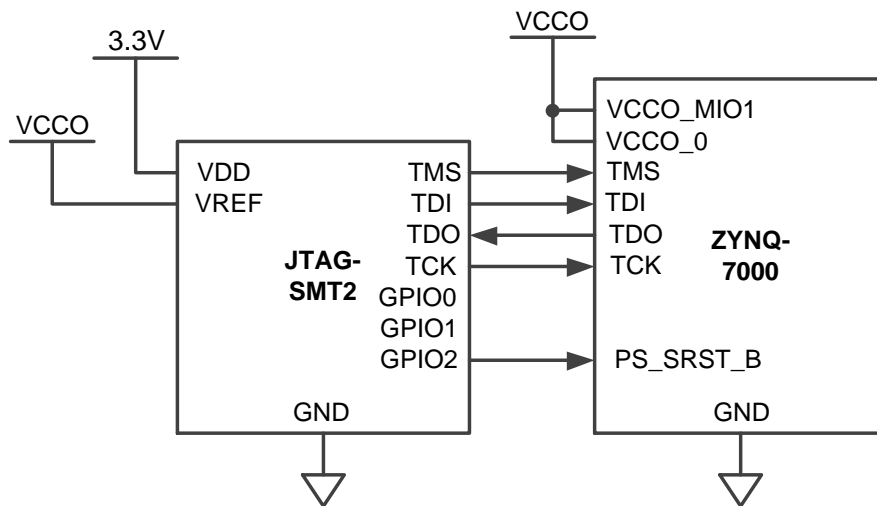 VCCO
3.3V
VCCO
VDD
VREF
TMS
TDI
TDO
TCK
GPIO0
GPIO1
GPIO2
JTAG-
SMT2
GND
VCCO_MIO1
VCCO_0
TMS
TDI
TDO
TCK
ZYNQ-
7000
PS_SRST_B
GND